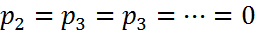 p₂ = p₃ = p₃ = ⋯ = 0